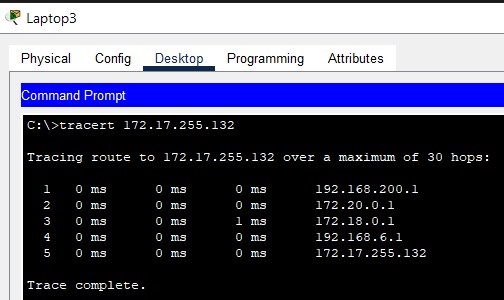 Laptop3
Physical Config Desktop Programming Attributes
Command Prompt
C:\>tracert 172.17.255.132
Tracing route to 172.17.255.132 over a maximum of 30 hops:
1 0 ms 0 ms 0 ms 192.168.200.1
2 0 ms 0 ms 0 ms 172.20.0.1
3 0 ms 0 ms 1 ms 172.18.0.1
4 0 ms 0 ms 0 ms 192.168.6.1
5 0 ms 0 ms 0 ms 172.17.255.132
Trace complete.